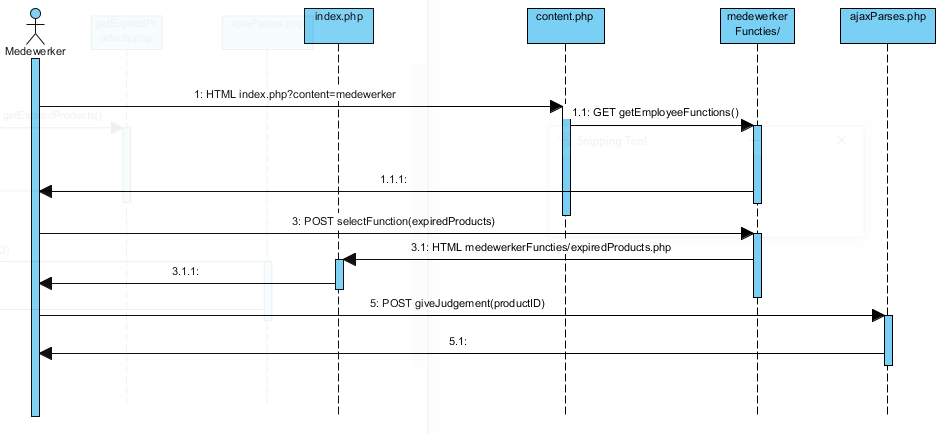 index.php
content.php
medewerker
Functies/
ajaxParses.php
getExpiredPr
oducts.php
ajaxParses.php
Medewerker
1: HTML index.php?content=medewerker
getExpiredProducts()
1.1: GET getEmployeeFunctions()
Snipping Tool
1.1.1:
3: POST selectFunction(expiredProducts)
3.1: HTML medewerkerFuncties/expiredProducts.php
3.1.1:
5: POST giveJudgement(productID)
5.1: